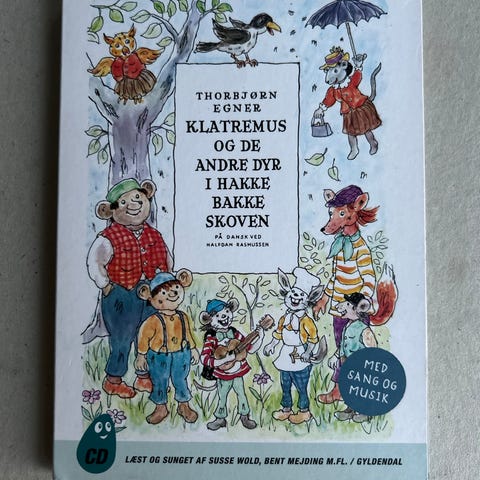 THORBJØRN
EGNER
KLATREMUS
OG DE
ANDRE DYR
I HAKKE
BAKKE
SKOVEN
PÅ DANSK VED
HALFDAN RASMUSSEN
MED
SANG OG
MUSIK
CD
LÆST OG SUNGET AF SUSSE WOLD, BENT MEJDING M.FL. / GYLDENDAL